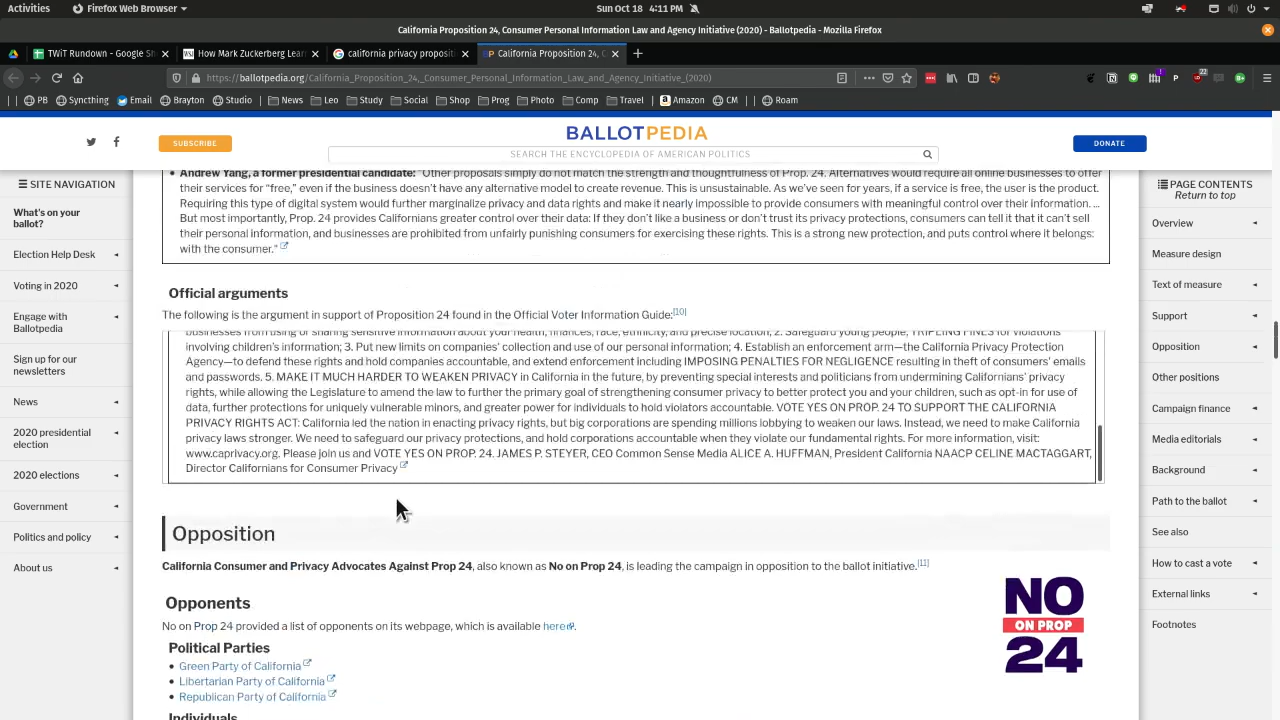 Activities
Firefox Web Browser
Sun Oct 18 4:11 PM
California Proposition 24, Consumer Personal Information Law and Agency Initiative (2020) - Ballotpedia - Mozilla Firefox
TWiT Rundown - Google Sh
WSJ
How Mark Zuckerberg Lear
california privacy proposit
BP
California Proposition 24, C
https://ballotpedia.org/California_Proposition_24,_Consumer_Personal_Information_Law_and_Agency_Initiative_(2020)
PB
Syncthing
Email
Brayton
Studio
News
Leo
Study
Social
Shop
Prog
Photo
Comp
Travel
Amazon
CM
Roam
SUBSCRIBE
BALLOTPEDIA
SEARCH THE ENCYCLOPEDIA OF AMERICAN POLITICS
DONATE
SITE NAVIGATION
What's on your
ballot?
Election Help Desk
Voting in 2020
Engage with
Ballotpedia
Sign up for our
newsletters
News
2020 presidential
election
2020 elections
Government
Politics and policy
About us
Andrew Yang, a former presidential candidate: "Other proposals simply do not match the strength and thoughtfulness of Prop. 24. Alternatives would require all online businesses to offer
their services for "free," even if the business doesn't have any alternative model to create revenue. This is unsustainable. As we've seen for years, if a service is free, the user is the product.
Requiring this type of digital system would further marginalize privacy and data rights and make it nearly impossible to provide consumers with meaningful control over their information. ...
But most importantly, Prop. 24 provides Californians greater control over their data: If they don't like a business or don't trust its privacy protections, consumers can tell it that it can't sell
their personal information, and businesses are prohibited from unfairly punishing consumers for exercising these rights. This is a strong new protection, and puts control where it belongs:
with the consumer."
Official arguments
The following is the argument in support of Proposition 24 found in the Official Voter Information Guide:[10]
businesses from using or sharing sensitive information about your health, finances, race, ethnicity, and precise location; 2. Safeguard young people, TRIPLING FINES for violations
involving children's information; 3. Put new limits on companies' collection and use of our personal information; 4. Establish an enforcement arm—the California Privacy Protection
Agency—to defend these rights and hold companies accountable, and extend enforcement including IMPOSING PENALTIES FOR NEGLIGENCE resulting in theft of consumers' emails
and passwords. 5. MAKE IT MUCH HARDER TO WEAKEN PRIVACY in California in the future, by preventing special interests and politicians from undermining Californians' privacy
rights, while allowing the Legislature to amend the law to further the primary goal of strengthening consumer privacy to better protect you and your children, such as opt-in for use of
data, further protections for uniquely vulnerable minors, and greater power for individuals to hold violators accountable. VOTE YES ON PROP. 24 TO SUPPORT THE CALIFORNIA
PRIVACY RIGHTS ACT: California led the nation in enacting privacy rights, but big corporations are spending millions lobbying to weaken our laws. Instead, we need to make California
privacy laws stronger. We need to safeguard our privacy protections, and hold corporations accountable when they violate our fundamental rights. For more information, visit:
www.caprivacy.org. Please join us and VOTE YES ON PROP. 24. JAMES P. STEYER, CEO Common Sense Media ALICE A. HUFFMAN, President California NAACP CELINE MACTAGGART,
Director Californians for Consumer Privacy
Opposition
California Consumer and Privacy Advocates Against Prop 24, also known as No on Prop 24, is leading the campaign in opposition to the ballot initiative.[11]
Opponents
No on Prop 24 provided a list of opponents on its webpage, which is available here.
Political Parties
Green Party of California
Libertarian Party of California
Republican Party of California
Individuals
NO
ON PROP
24
PAGE CONTENTS
Return to top
Overview
Measure design
Text of measure
Support
Opposition
Other positions
Campaign finance
Media editorials
Background
Path to the ballot
See also
How to cast a vote
External links
Footnotes